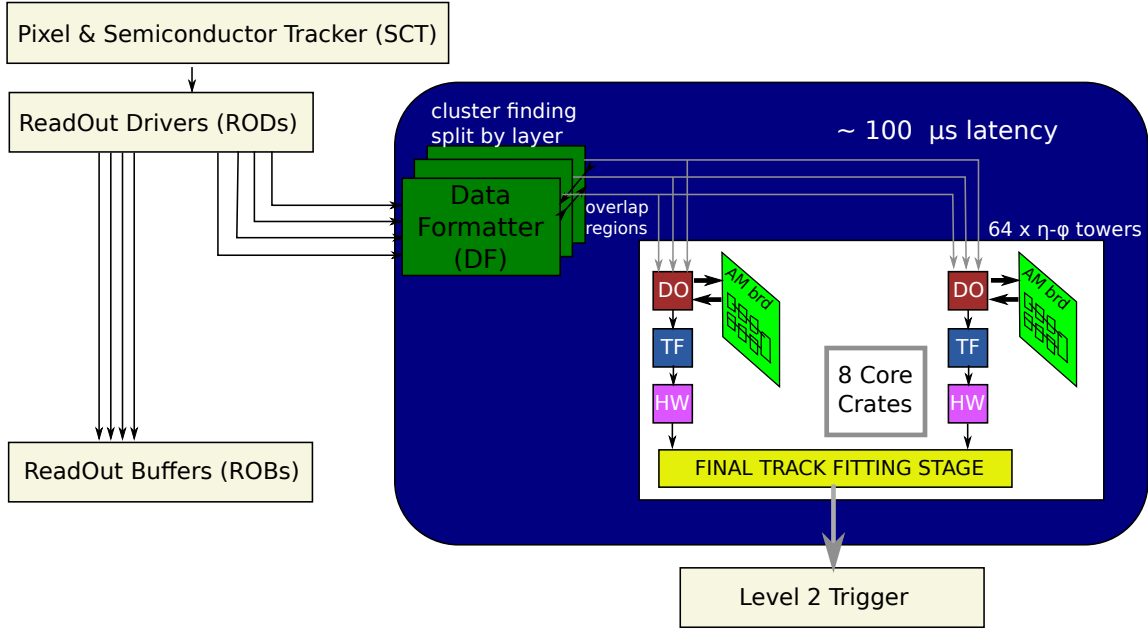 Pixel & Semiconductor Tracker (SCT)
ReadOut Drivers (RODs)
cluster finding
split by layer
~ 100 μs latency
Data
Formatter
(DF)
overlap
regions
64 x η-φ towers
DO
AM brd
DO
AM brd
TF
TF
8 Core
Crates
HW
HW
ReadOut Buffers (ROBs)
FINAL TRACK FITTING STAGE
Level 2 Trigger